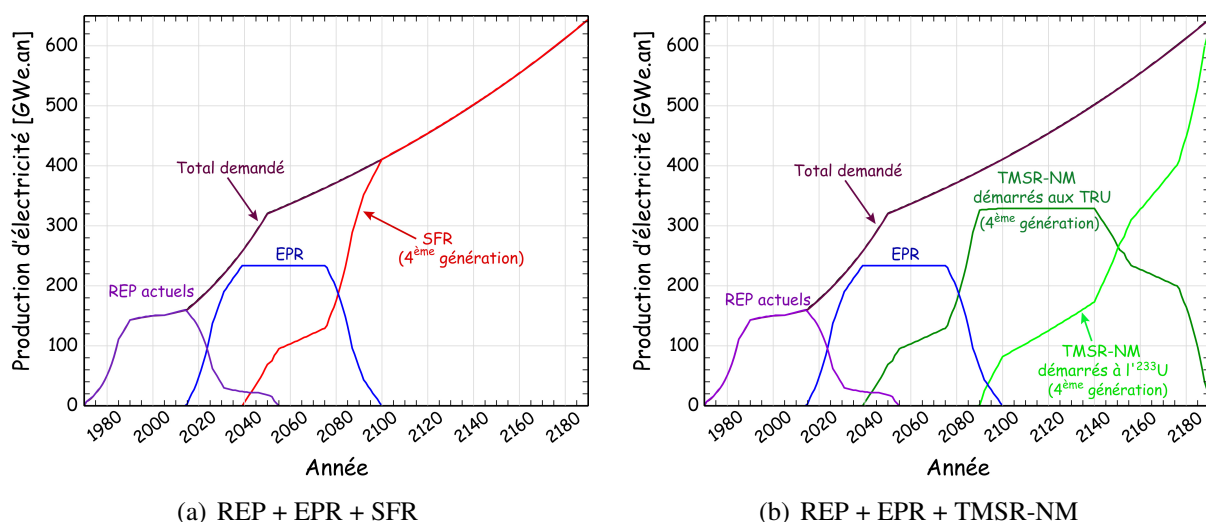 Production d'électricité [GWe.an]
600
500
400
300
200
100
0
Total demandé
SFR
(4ème génération)
EPR
REP actuels
1980
2000
2020
2040
2060
2080
2100
2120
2140
2160
2180
Année
(a) REP + EPR + SFR
Production d'électricité [GWe.an]
600
500
400
300
200
100
0
Total demandé
TMSR-NM
démarrés aux TRU
(4ème génération)
EPR
REP actuels
TMSR-NM
démarrés à l'233U
(4ème génération)
1980
2000
2020
2040
2060
2080
2100
2120
2140
2160
2180
Année
(b) REP + EPR + TMSR-NM